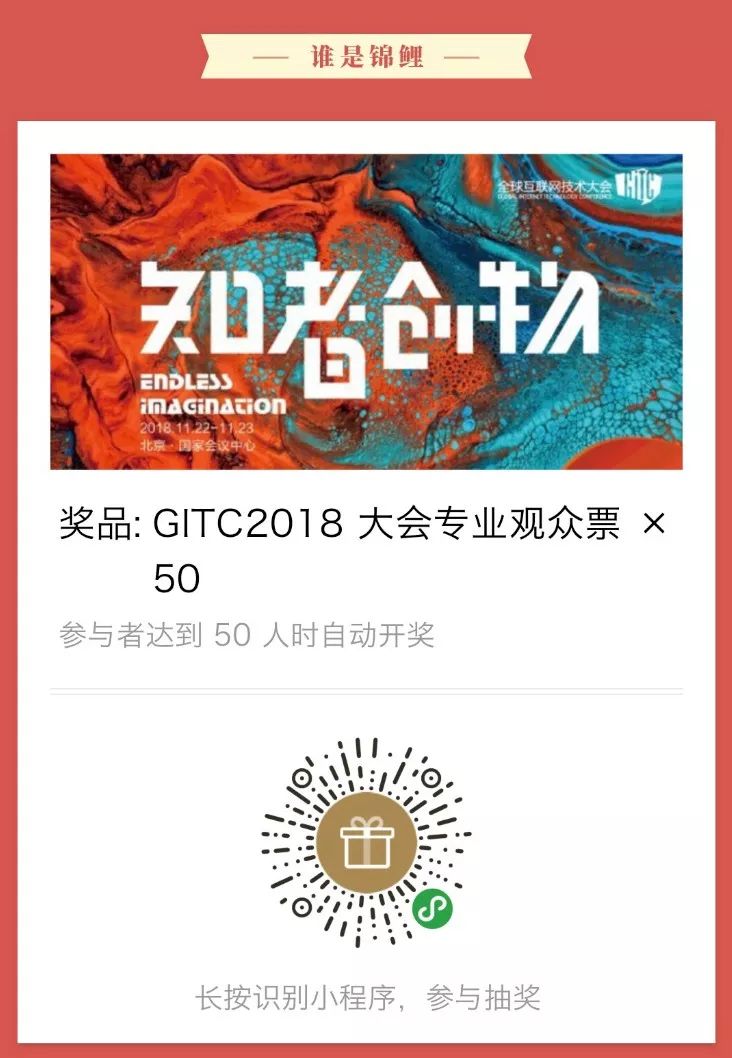 谁是锦鲤
全球互联网技术大会
GLOBAL INTERNET TECHNOLOGY CONFERENCE
GITC
知者创物
ENDLESS
IMAGINATION
2018.11.22-11.23
北京·国家会议中心
奖品: GITC2018 大会专业观众票 ×
50
参与者达到 50 人时自动开奖
长按识别小程序，参与抽奖